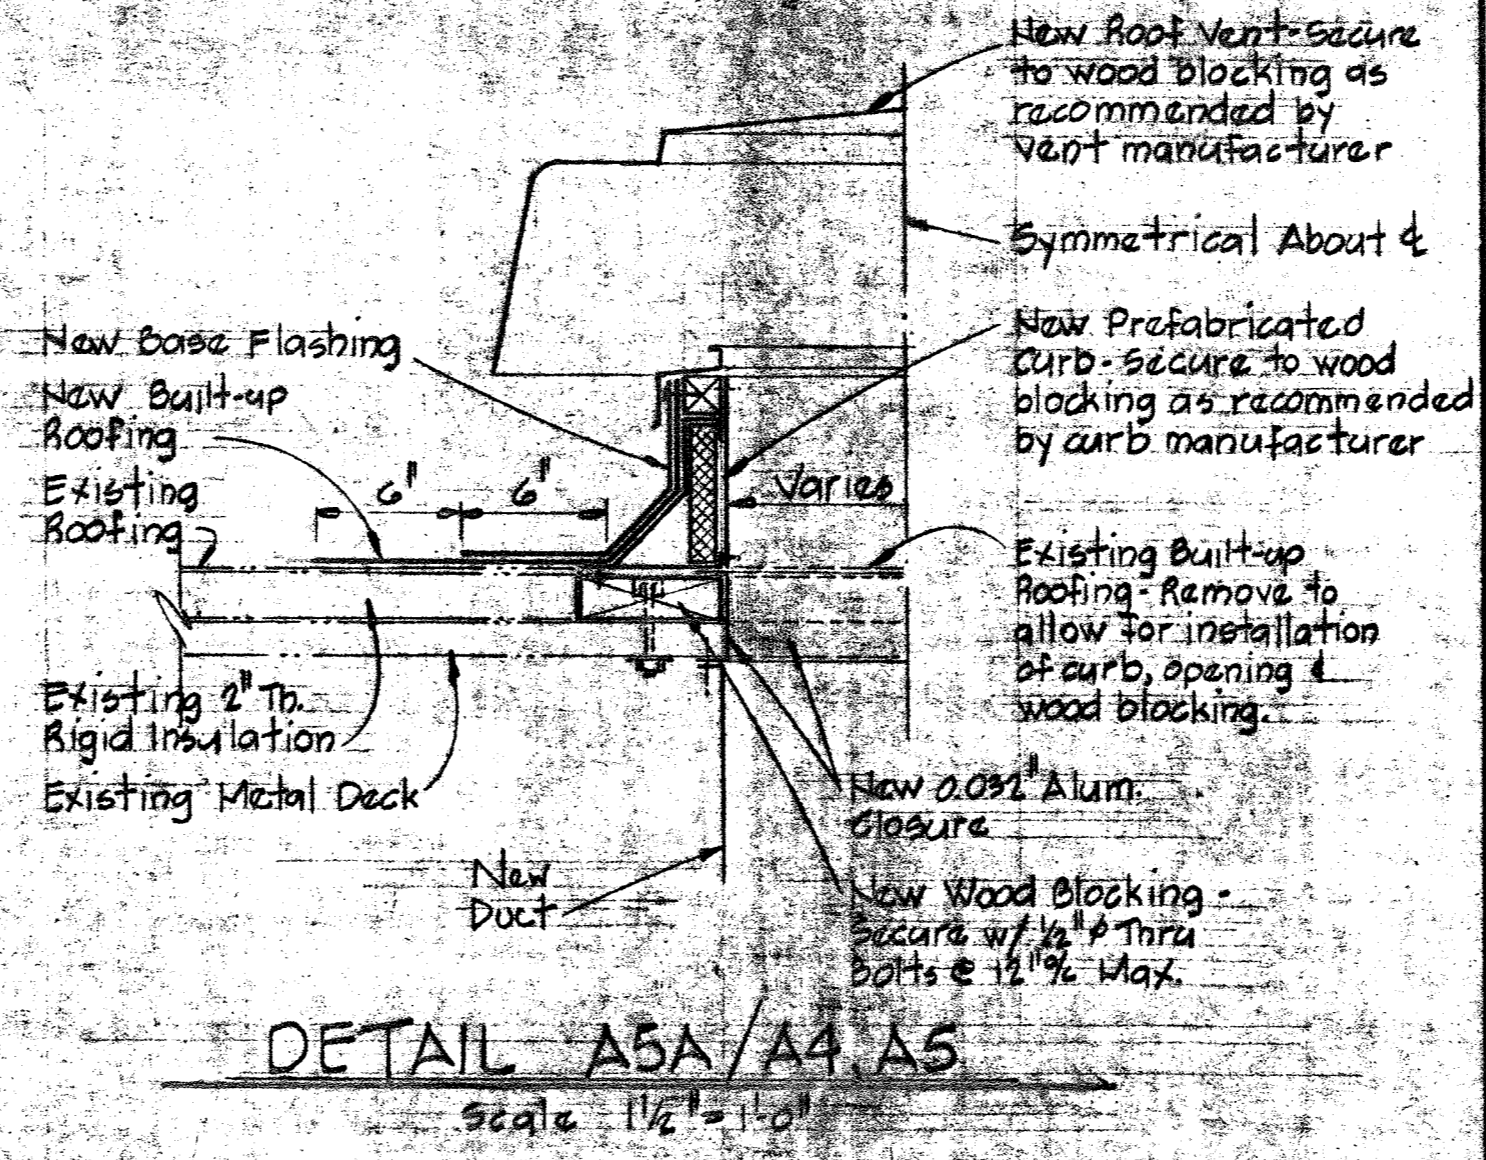 New Roof Vent-Secure
to wood blocking as
recommended by
vent manufacturer
Symmetrical About ℄
New Prefabricated
Curb-Secure to wood
blocking as recommended
by curb manufacturer
New Base Flashing
New Built-up
Roofing
Existing
Roofing
6" 6"
Varies
Existing Built-up
Roofing-Remove to
allow for installation
of curb, opening &
wood blocking.
Existing 2" Th.
Rigid Insulation
Existing Metal Deck
New 0.032" Alum.
Closure
New
Duct
New Wood Blocking-
Secure w/ ½" ϕ Thru
Bolts @ 12" o/c Max.
DETAIL A5A/A4, A5
Scale 1½" = 1'-0"